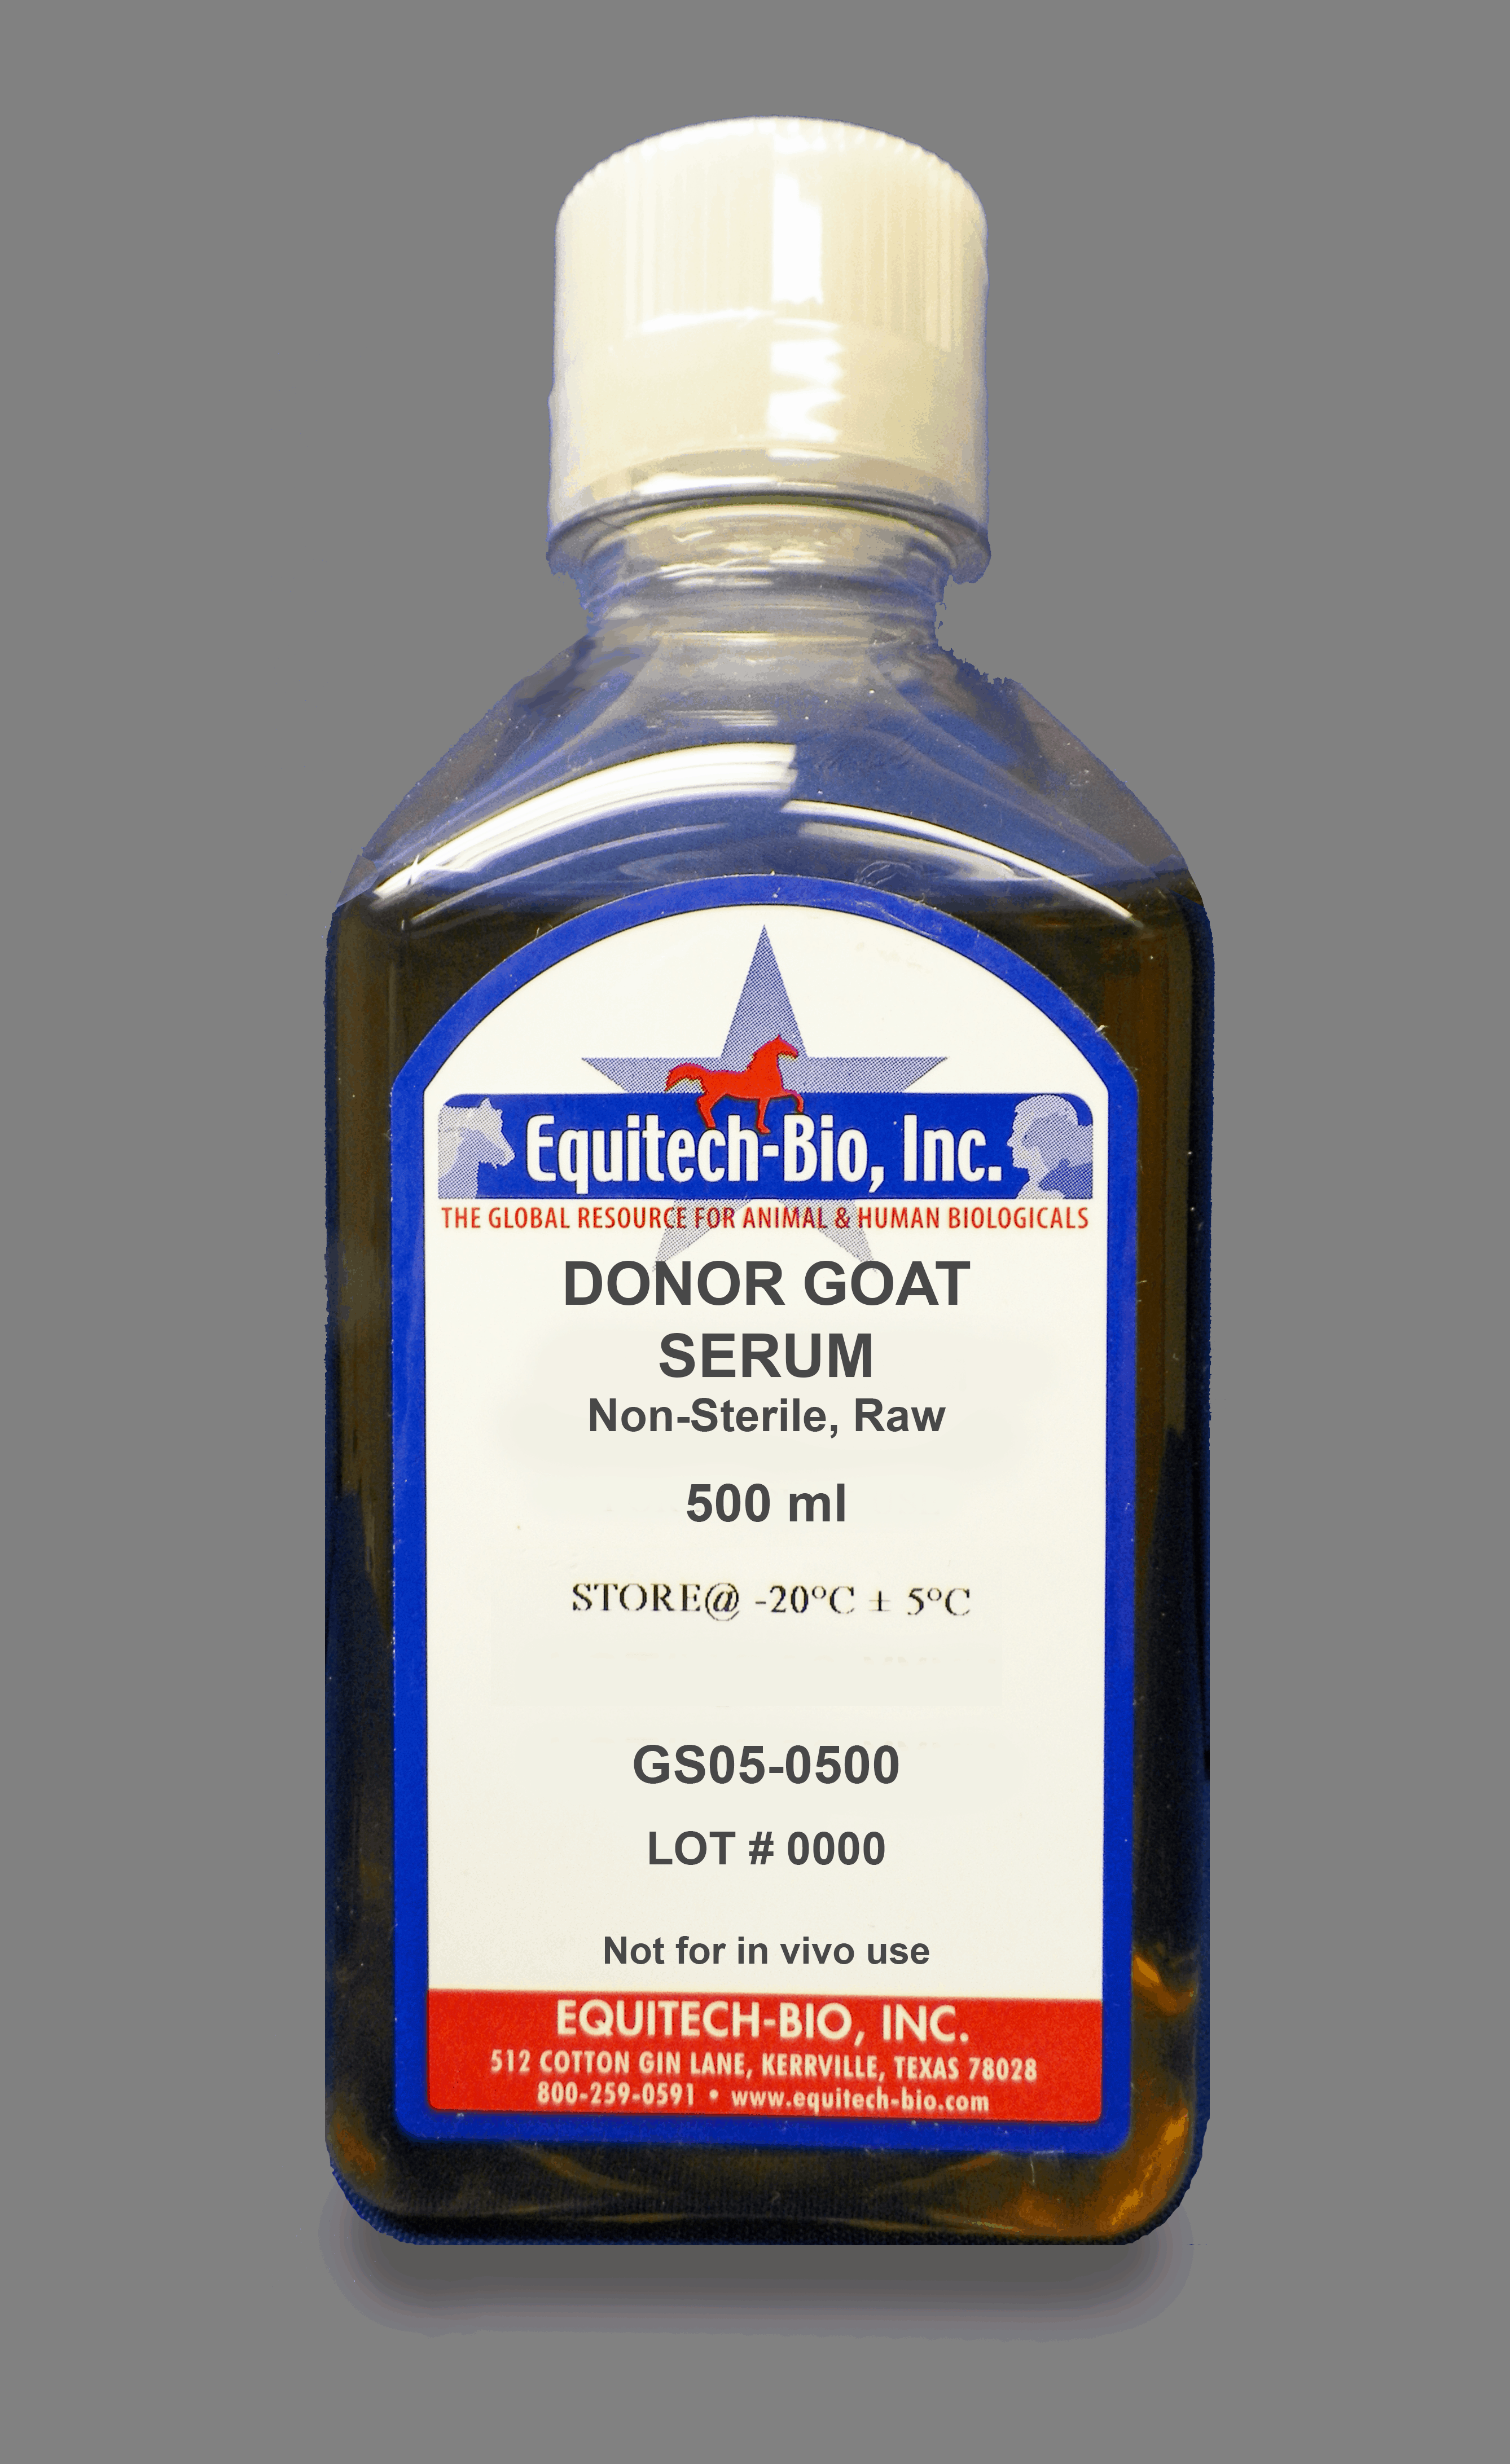 Equitech-Bio, Inc.
THE GLOBAL RESOURCE FOR ANIMAL & HUMAN BIOLOGICALS
DONOR GOAT
SERUM
Non-Sterile, Raw
500 ml
STORE@ -20°C ± 5°C
GS05-0500
LOT # 0000
Not for in vivo use
EQUITECH-BIO, INC.
512 COTTON GIN LANE, KERRVILLE, TEXAS 78028
800-259-0591 • www.equitech-bio.com